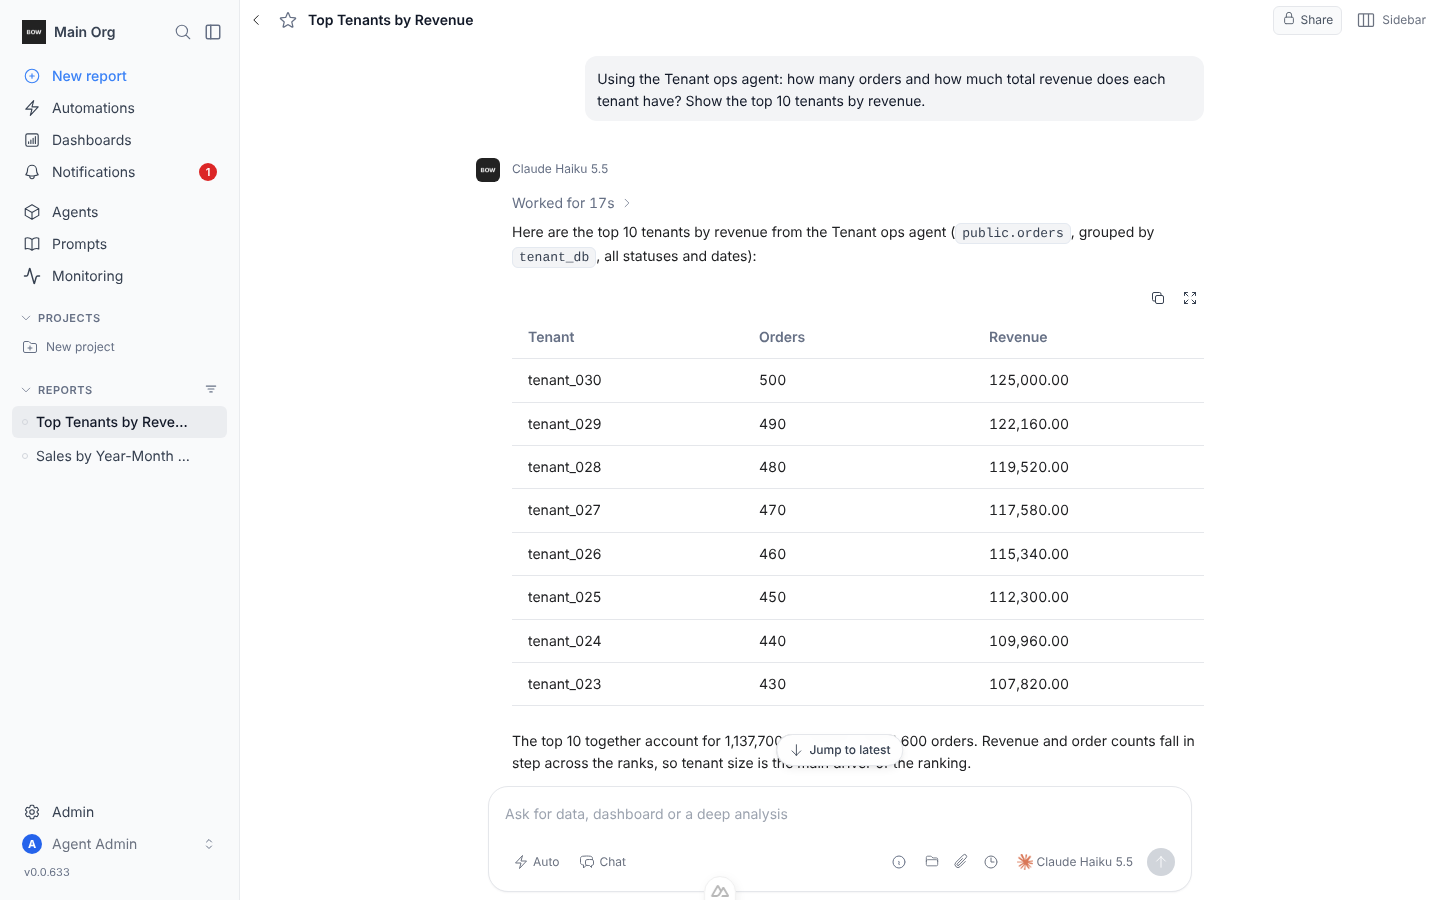 BOW Main Org
New report
Automations
Dashboards
Notifications 1
Agents
Prompts
Monitoring
PROJECTS
New project
REPORTS
Top Tenants by Reve...
Sales by Year-Month ...
Admin
A Agent Admin
v0.0.633
Top Tenants by Revenue
Share
Sidebar
Using the Tenant ops agent: how many orders and how much total revenue does each
tenant have? Show the top 10 tenants by revenue.
BOW Claude Haiku 5.5
Worked for 17s
Here are the top 10 tenants by revenue from the Tenant ops agent (public.orders, grouped by
tenant_db, all statuses and dates):
Tenant Orders Revenue
tenant_030 500 125,000.00
tenant_029 490 122,160.00
tenant_028 480 119,520.00
tenant_027 470 117,580.00
tenant_026 460 115,340.00
tenant_025 450 112,300.00
tenant_024 440 109,960.00
tenant_023 430 107,820.00
The top 10 together account for 1,137,700 600 orders. Revenue and order counts fall in
step across the ranks, so tenant size is the main driver of the ranking.
Jump to latest
Ask for data, dashboard or a deep analysis
Auto Chat Claude Haiku 5.5